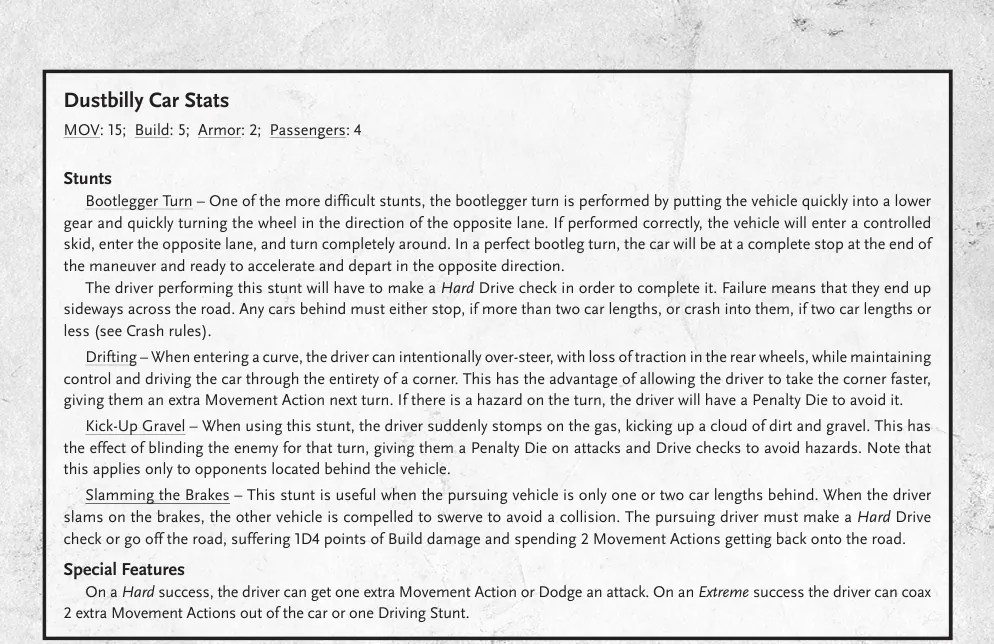 Dustbilly Car Stats
MOV: 15; Build: 5; Armor: 2; Passengers: 4
Stunts
Bootlegger Turn – One of the more difficult stunts, the bootlegger turn is performed by putting the vehicle quickly into a lower
gear and quickly turning the wheel in the direction of the opposite lane. If performed correctly, the vehicle will enter a controlled
skid, enter the opposite lane, and turn completely around. In a perfect bootleg turn, the car will be at a complete stop at the end of
the maneuver and ready to accelerate and depart in the opposite direction.
The driver performing this stunt will have to make a Hard Drive check in order to complete it. Failure means that they end up
sideways across the road. Any cars behind must either stop, if more than two car lengths, or crash into them, if two car lengths or
less (see Crash rules).
Drifting – When entering a curve, the driver can intentionally over-steer, with loss of traction in the rear wheels, while maintaining
control and driving the car through the entirety of a corner. This has the advantage of allowing the driver to take the corner faster,
giving them an extra Movement Action next turn. If there is a hazard on the turn, the driver will have a Penalty Die to avoid it.
Kick-Up Gravel – When using this stunt, the driver suddenly stomps on the gas, kicking up a cloud of dirt and gravel. This has
the effect of blinding the enemy for that turn, giving them a Penalty Die on attacks and Drive checks to avoid hazards. Note that
this applies only to opponents located behind the vehicle.
Slamming the Brakes – This stunt is useful when the pursuing vehicle is only one or two car lengths behind. When the driver
slams on the brakes, the other vehicle is compelled to swerve to avoid a collision. The pursuing driver must make a Hard Drive
check or go off the road, suffering 1D4 points of Build damage and spending 2 Movement Actions getting back onto the road.
Special Features
On a Hard success, the driver can get one extra Movement Action or Dodge an attack. On an Extreme success the driver can coax
2 extra Movement Actions out of the car or one Driving Stunt.